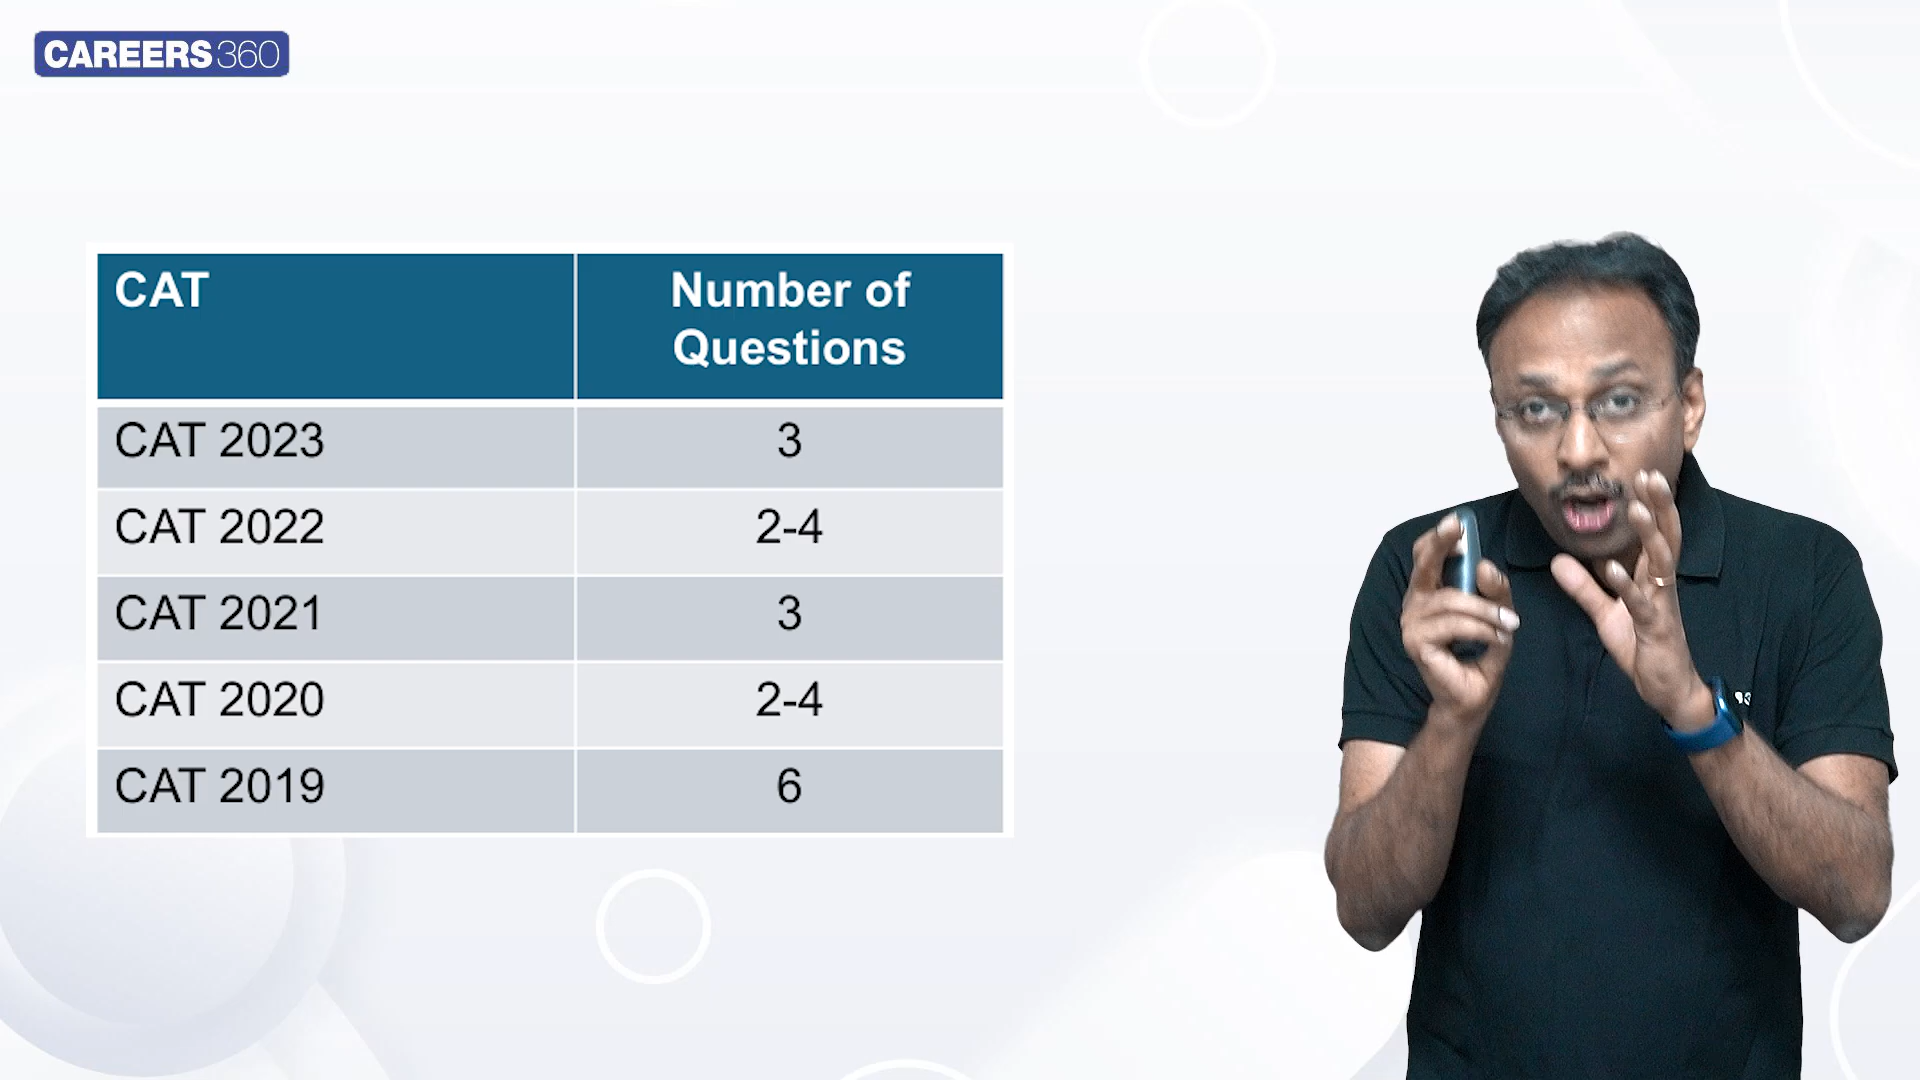 CAREERS360
CAT
Number of
Questions
CAT 2023
3
CAT 2022
2-4
CAT 2021
3
CAT 2020
2-4
CAT 2019
6